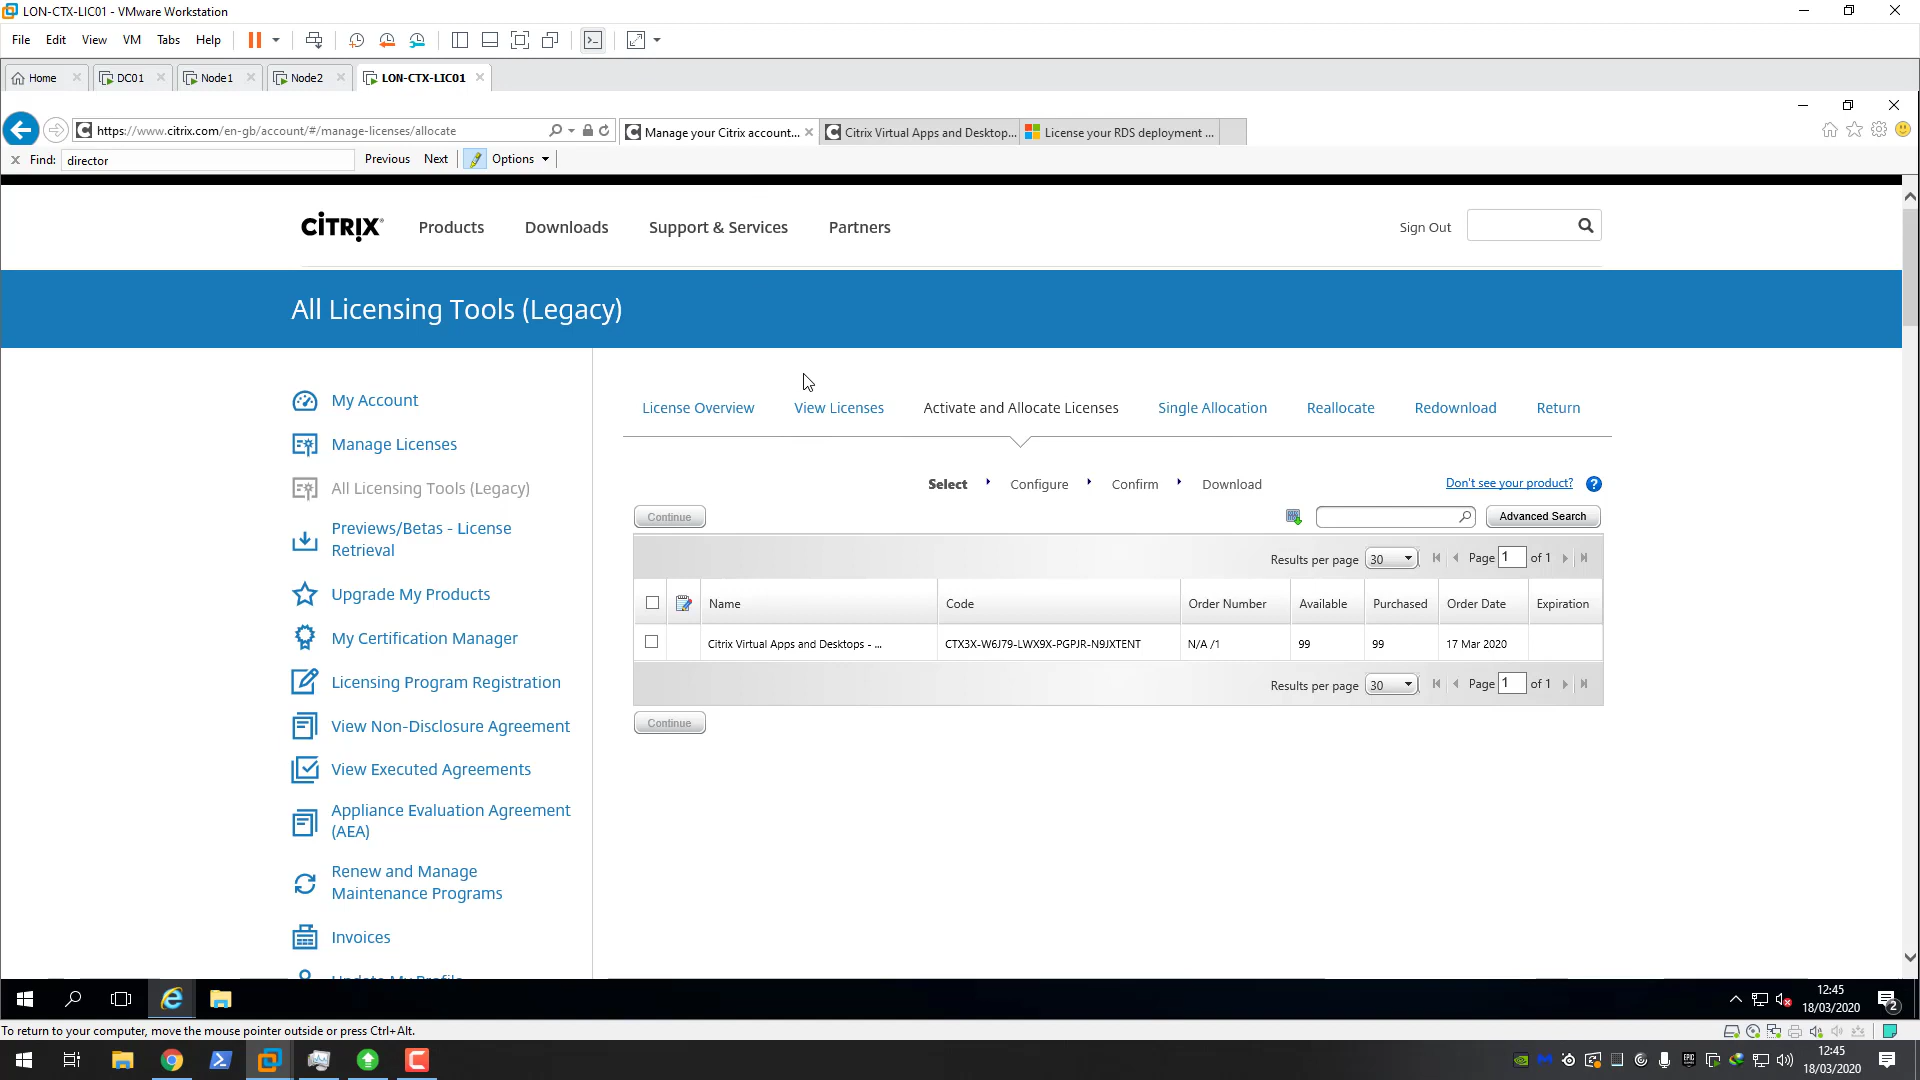 LON-CTX-LIC01 - VMware Workstation
File Edit View VM Tabs Help
Home DC01 Node1 Node2 LON-CTX-LIC01
https://www.citrix.com/en-gb/account/#/manage-licenses/allocate
Manage your Citrix account... Citrix Virtual Apps and Desktop... License your RDS deployment ...
Find: director Previous Next Options
CITRIX Products Downloads Support & Services Partners Sign Out
All Licensing Tools (Legacy)
My Account
Manage Licenses
All Licensing Tools (Legacy)
Previews/Betas - License
Retrieval
Upgrade My Products
My Certification Manager
Licensing Program Registration
View Non-Disclosure Agreement
View Executed Agreements
Appliance Evaluation Agreement
(AEA)
Renew and Manage
Maintenance Programs
Invoices
License Overview View Licenses Activate and Allocate Licenses Single Allocation Reallocate Redownload Return
Select Configure Confirm Download Don't see your product? ?
Continue Advanced Search
Results per page 30 Page 1 of 1
Name Code Order Number Available Purchased Order Date Expiration
Citrix Virtual Apps and Desktops - ... CTX3X-W6J79-LWX9X-PGPJR-N9JXTENT N/A /1 99 99 17 Mar 2020
Results per page 30 Page 1 of 1
Continue
12:45
18/03/2020
2
To return to your computer, move the mouse pointer outside or press Ctrl+Alt.
12:45
18/03/2020